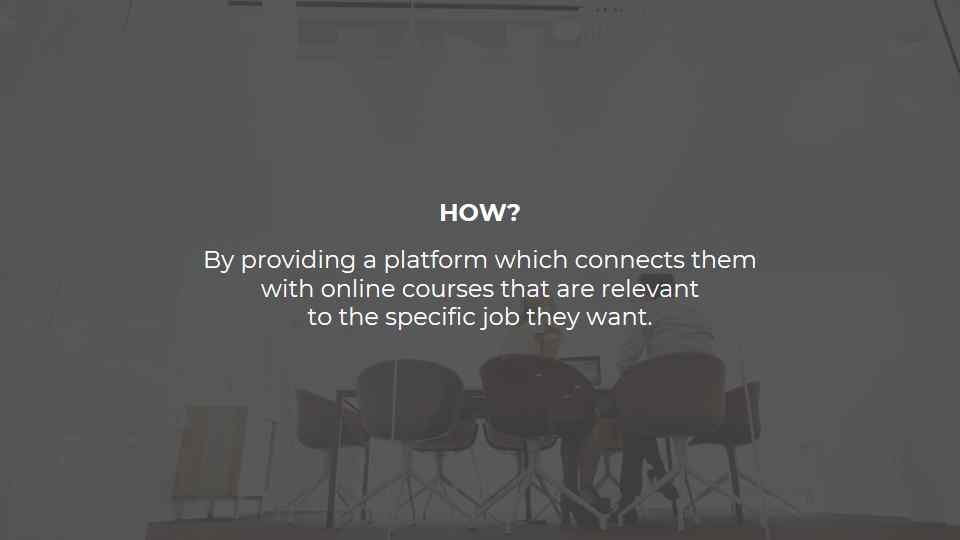 HOW?
By providing a platform which connects them
with online courses that are relevant
to the specific job they want.